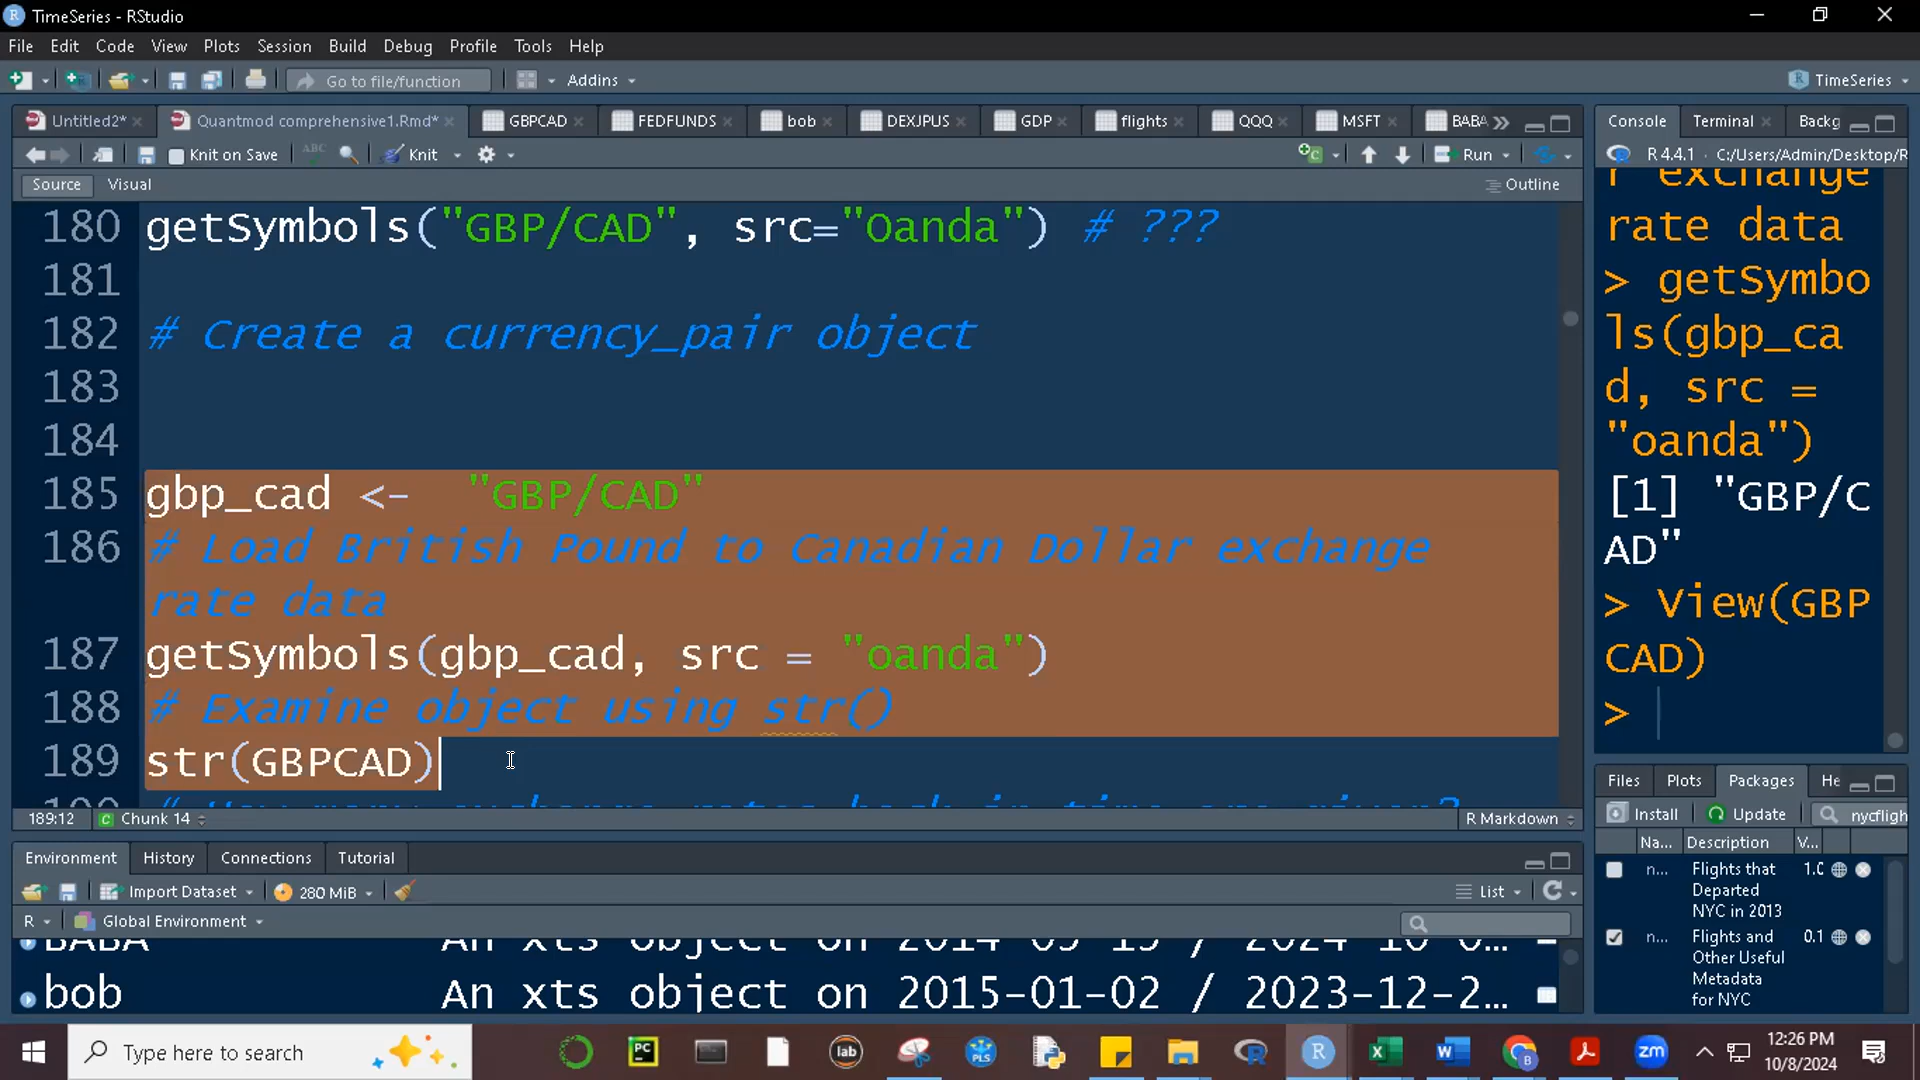 TimeSeries - RStudio
File Edit Code View Plots Session Build Debug Profile Tools Help
Go to file/function Addins TimeSeries
Untitled2* Quantmod comprehensive1.Rmd* GBPCAD FEDFUNDS bob DEXJPUS GDP flights QQQ MSFT BABA
Knit on Save ABC Knit Run
Source Visual Outline
180 getSymbols("GBP/CAD", src="Oanda") # ???
181
182 # Create a currency_pair object
183
184
185 gbp_cad <- "GBP/CAD"
186 # Load British Pound to Canadian Dollar exchange
rate data
187 getSymbols(gbp_cad, src = "oanda")
188 # Examine object using str()
189 str(GBPCAD)
189:12 Chunk 14 R Markdown
Environment History Connections Tutorial
Import Dataset 280 MiB List
R Global Environment
BABA An xts object on
bob An xts object on 2015-01-02 / 2023-12-2...
Console Terminal Backg
R 4.4.1 · C:/Users/Admin/Desktop/R
r exchange
rate data
> getSymbo
ls(gbp_ca
d, src =
"oanda")
[1] "GBP/C
AD"
> View(GBP
CAD)
>
Files Plots Packages He
Install Update nycfligh
Na... Description V...
n... Flights that 1.0
Departed
NYC in 2013
n... Flights and 0.1
Other Useful
Metadata
for NYC
Type here to search
PC lab PLS R R X W B zm
12:26 PM
10/8/2024